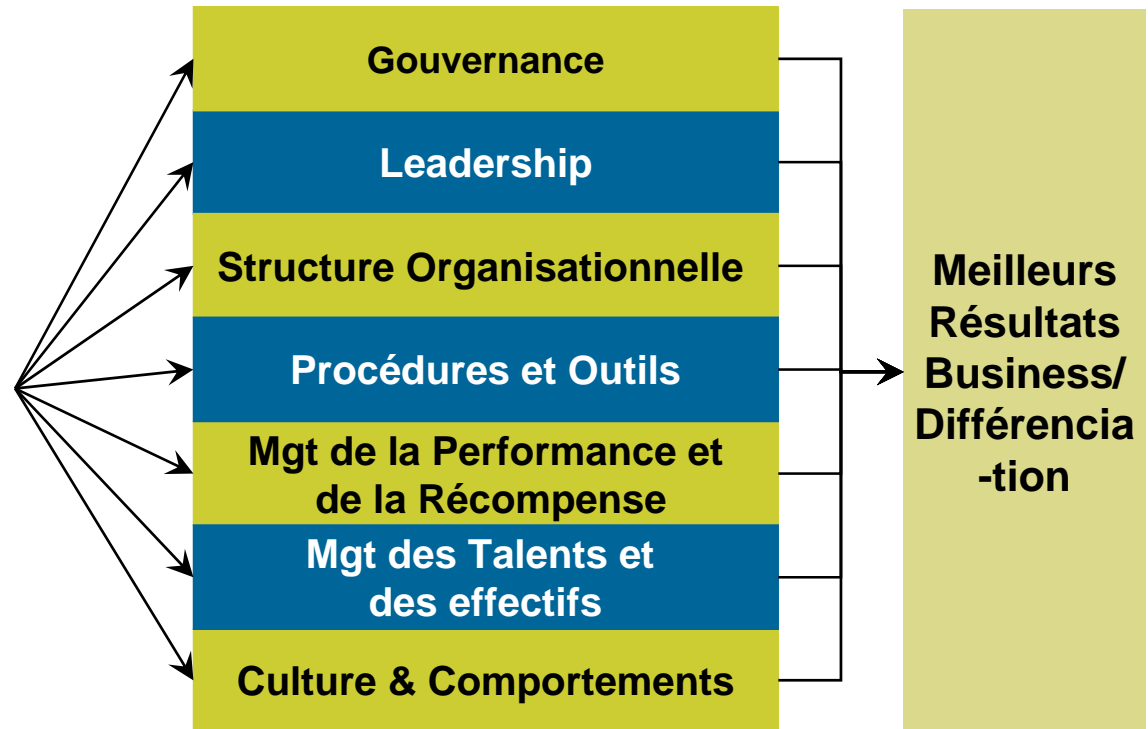 Gouvernance
Leadership
Structure Organisationnelle
Procédures et Outils
Mgt de la Performance et
de la Récompense
Mgt des Talents et
des effectifs
Culture & Comportements
Meilleurs
Résultats
Business/
Différencia
-tion